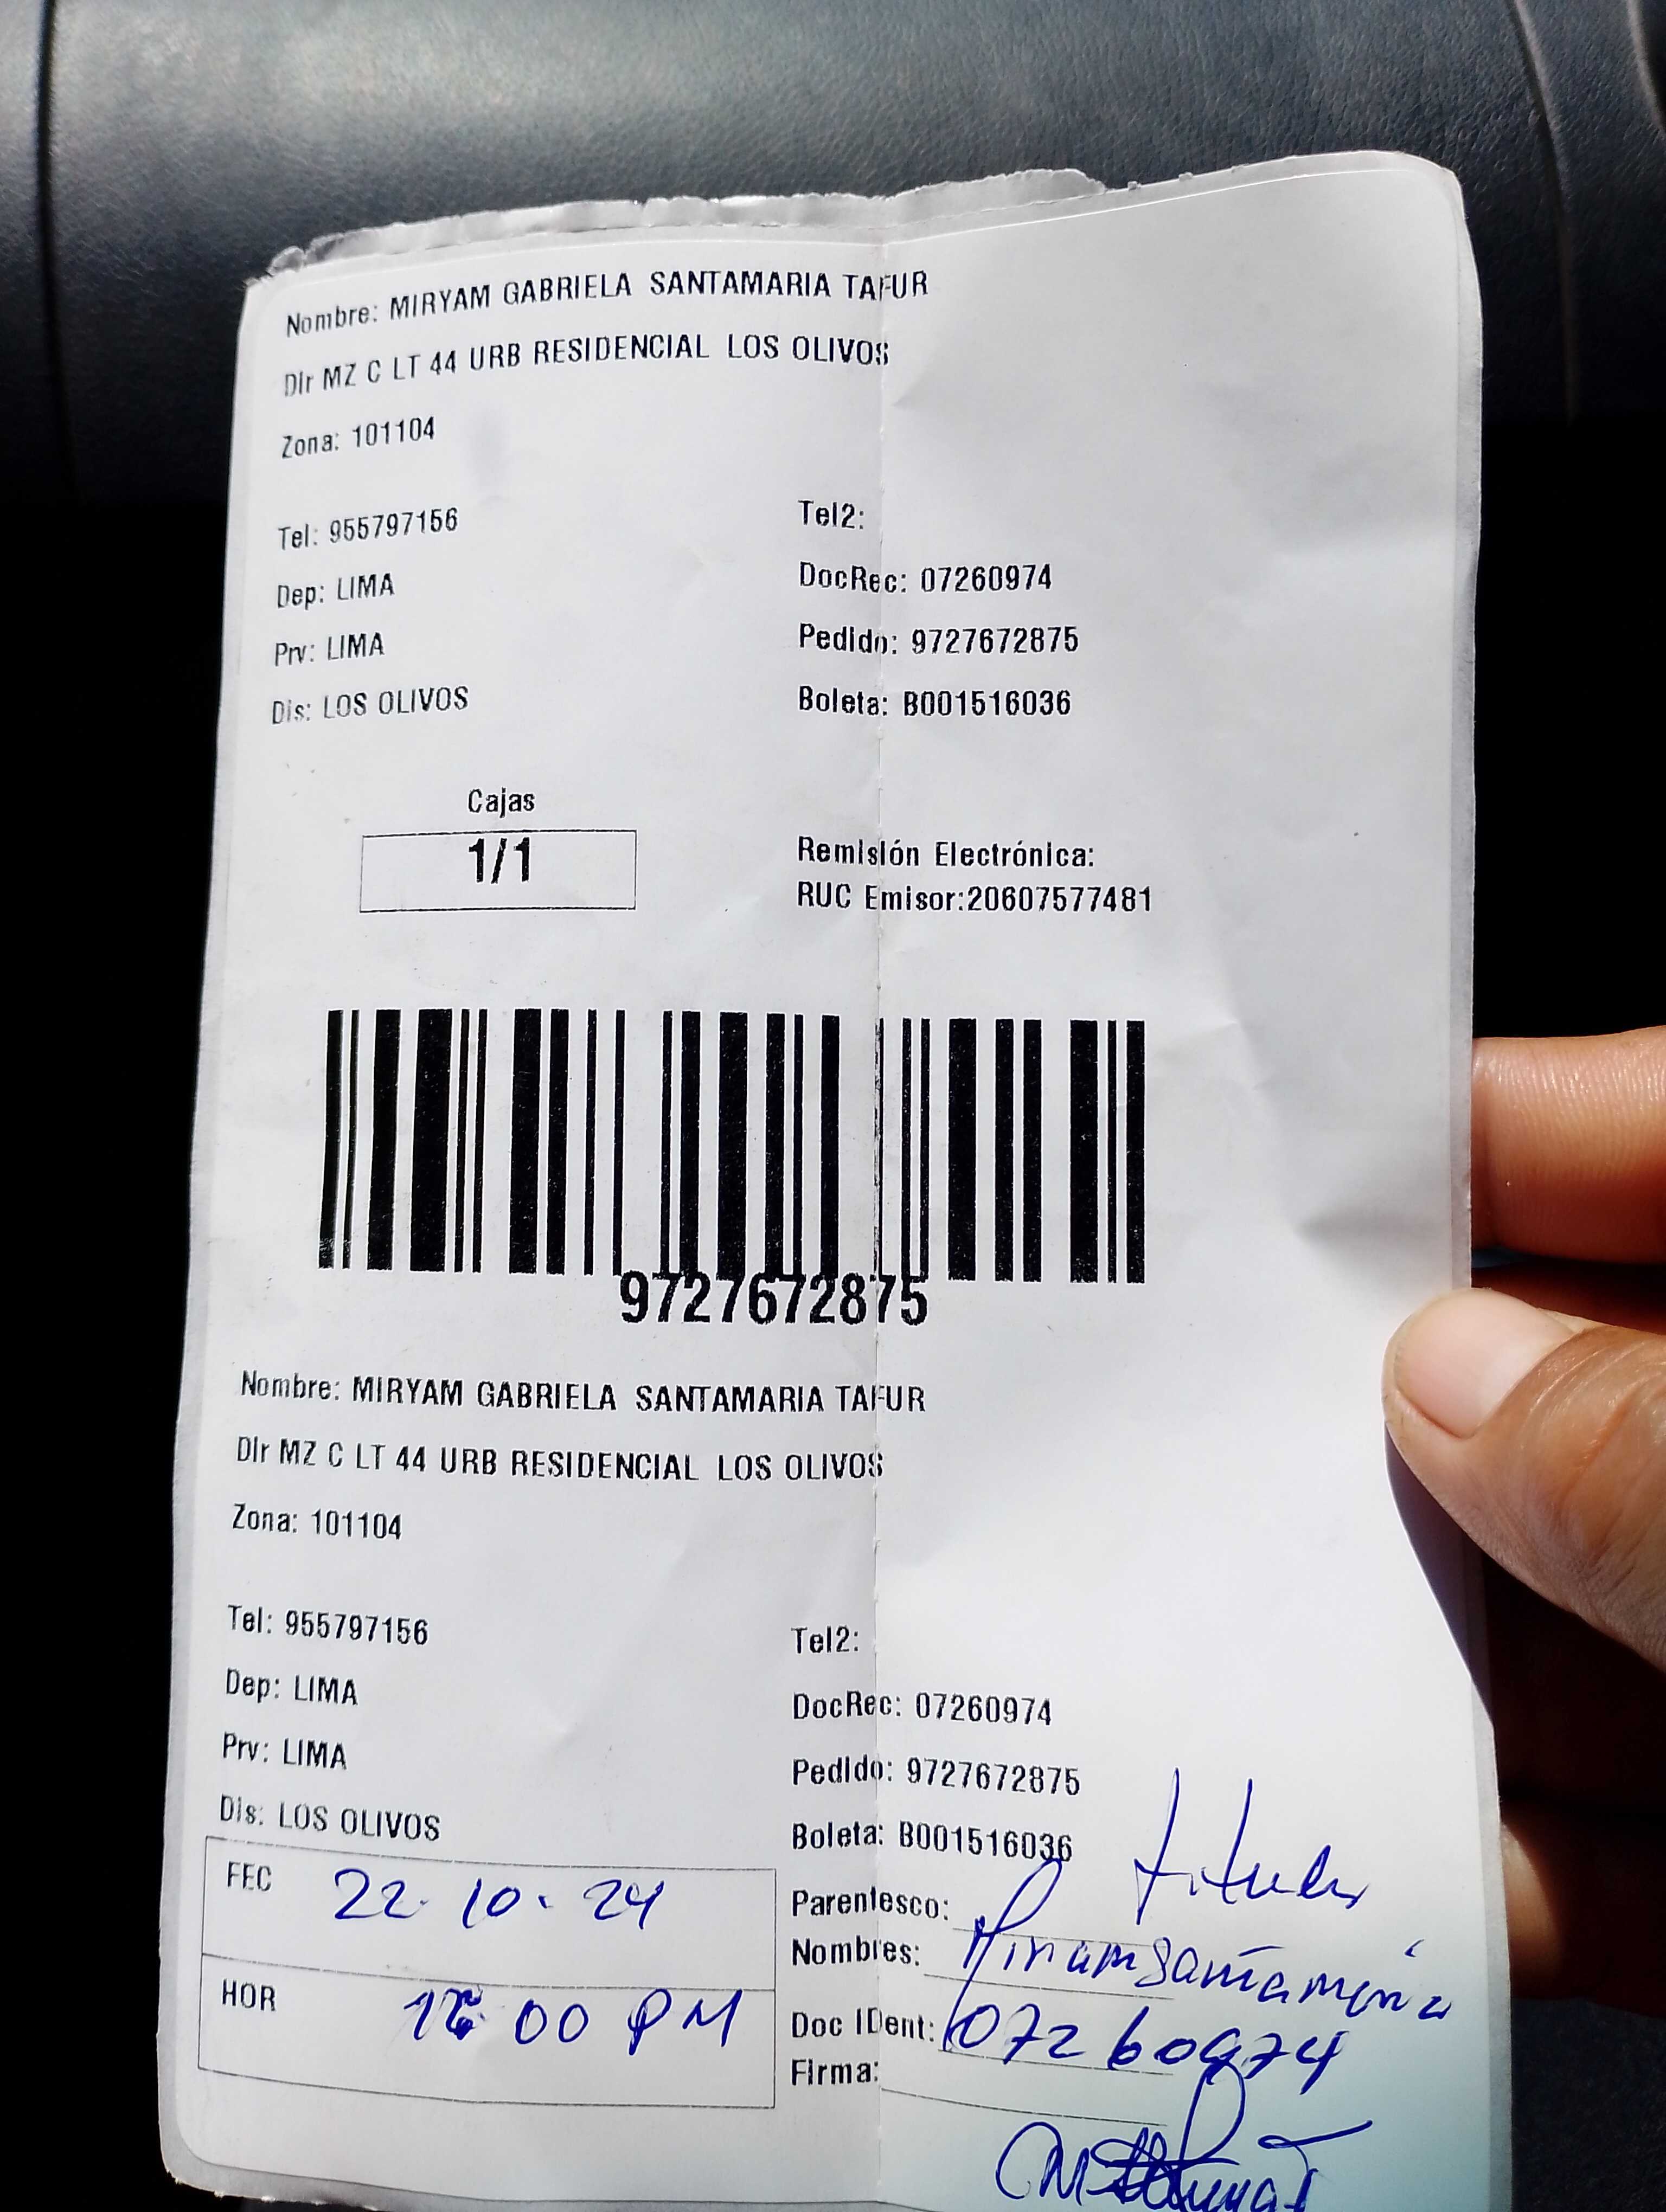 Nombre: MIRYAM GABRIELA SANTAMARIA TAFUR
DIr MZ C LT 44 URB RESIDENCIAL LOS OLIVOS
Zona: 101104
Tel: 955797156
Tel2:
Dep: LIMA
DocRec: 07260974
Prv: LIMA
Pedido: 9727672875
Dis: LOS OLIVOS
Boleta: B001516036
Cajas
1/1
Remisión Electrónica:
RUC Emisor:20607577481
9727672875
Nombre: MIRYAM GABRIELA SANTAMARIA TAFUR
DIr MZ C LT 44 URB RESIDENCIAL LOS OLIVOS
Zona: 101104
Tel: 955797156
Tel2:
Dep: LIMA
DocRec: 07260974
Prv: LIMA
Pedido: 9727672875
Dis: LOS OLIVOS
Boleta: B001516036
FEC 22.10.24
Parentesco: titular
Nombres: Miriam Santamaría
HOR 00 PM
Doc IDent: 07260974
Firma: